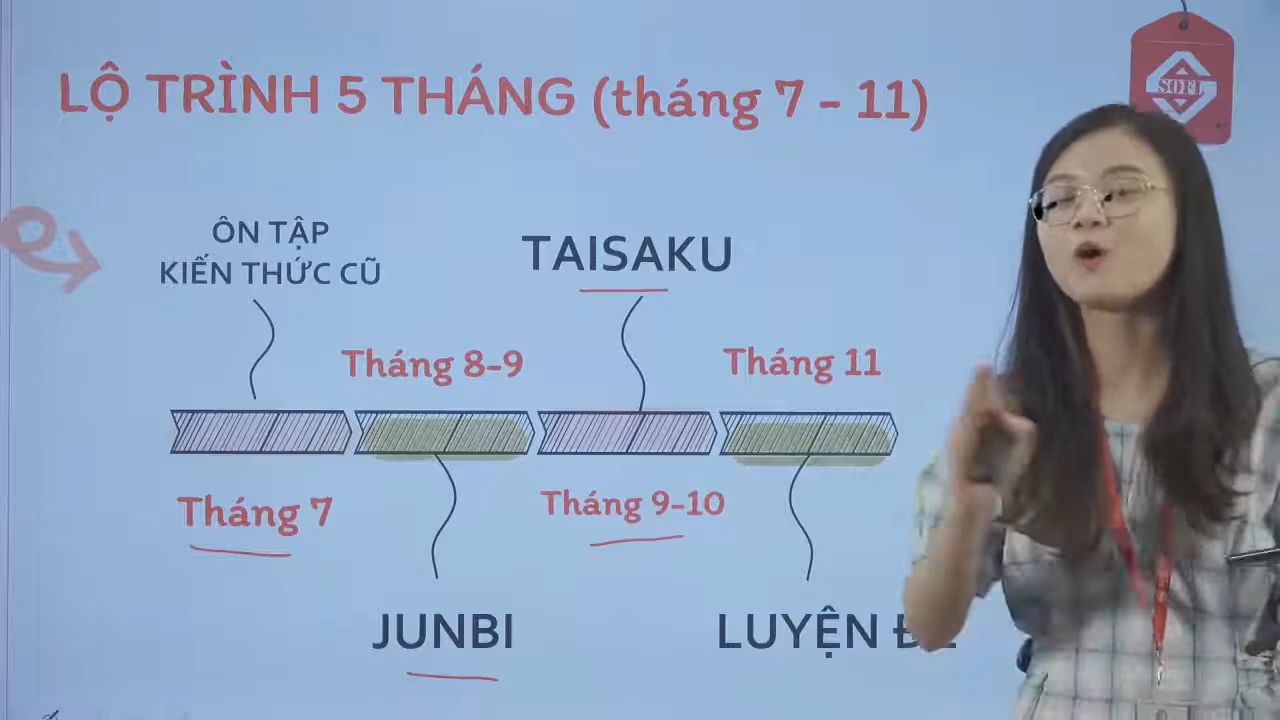 LỘ TRÌNH 5 THÁNG (tháng 7 - 11)
SOFL
ÔN TẬP
KIẾN THỨC CŨ
TAISAKU
Tháng 8-9
Tháng 11
Tháng 7
Tháng 9-10
JUNBI
LUYỆN